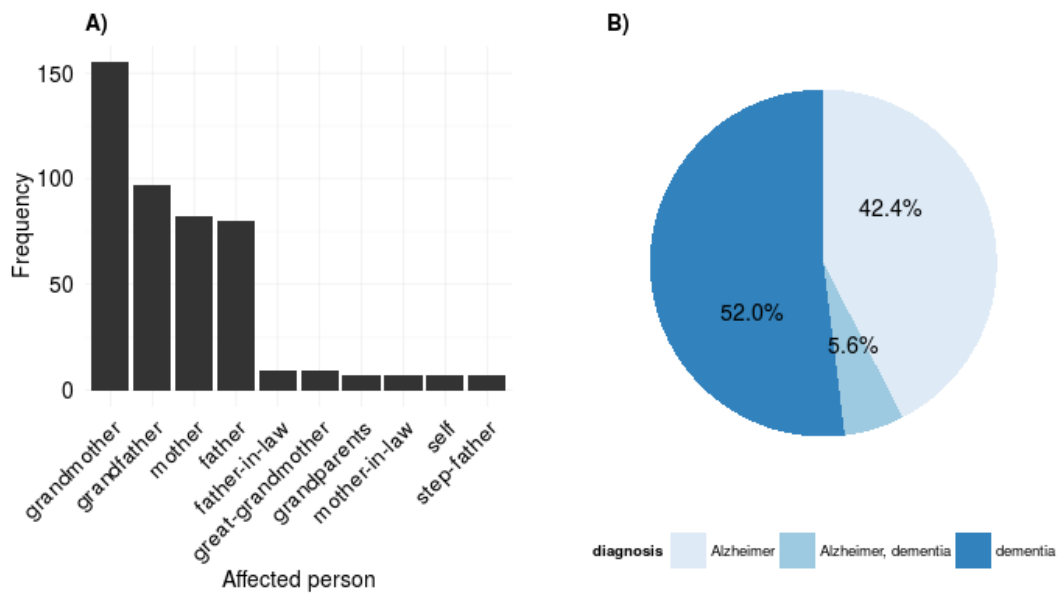 A)
150
100
50
0
Frequency
grandmother
grandfather
mother
father
father-in-law
great-grandmother
grandparents
mother-in-law
self
step-father
Affected person
B)
42.4%
52.0%
5.6%
diagnosis Alzheimer Alzheimer, dementia dementia